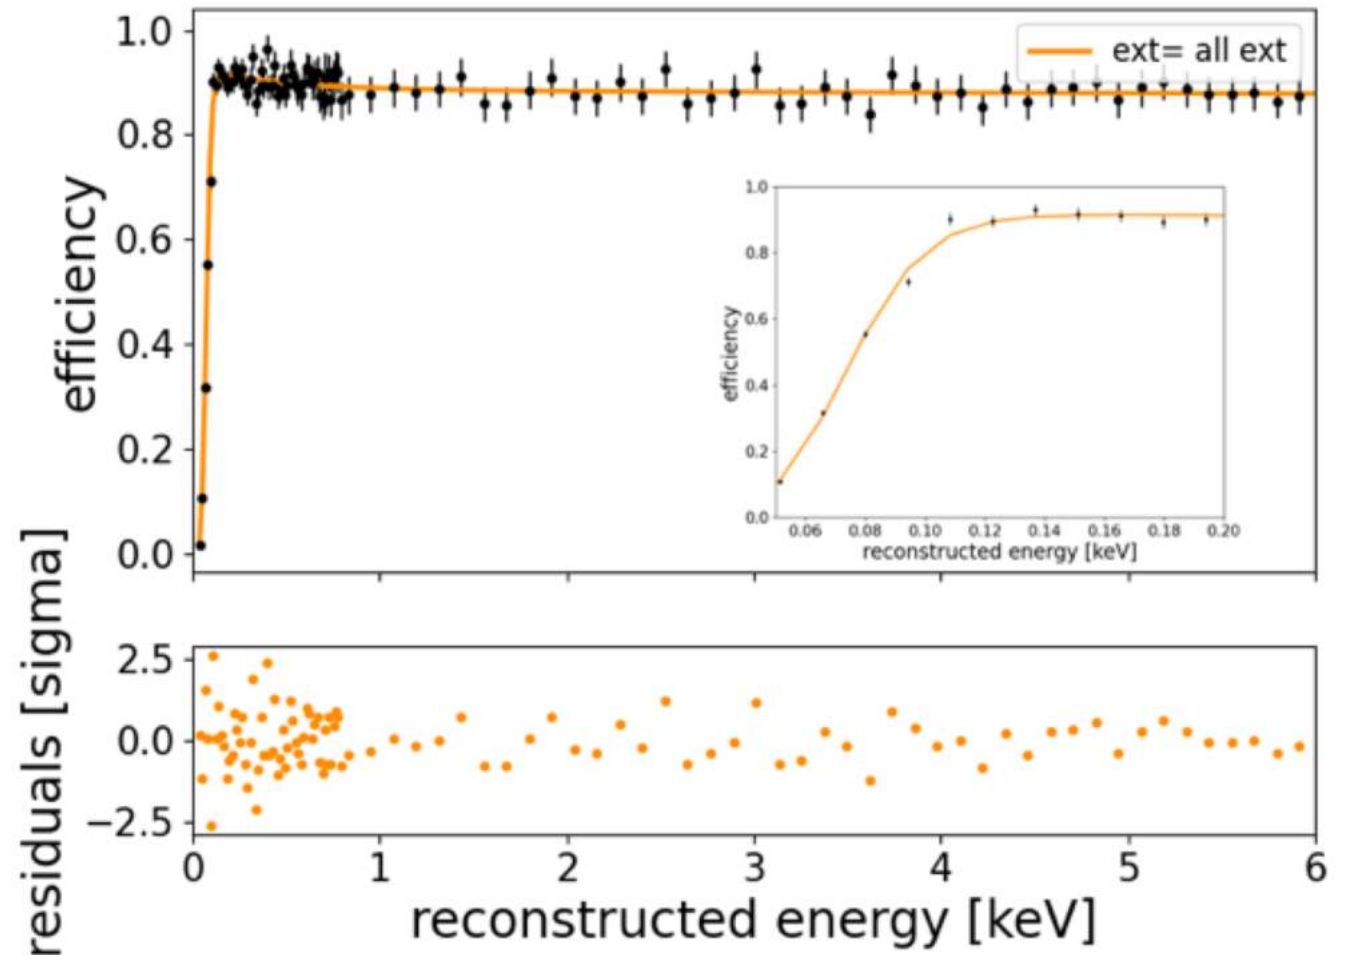 1.0
0.8
0.6
0.4
0.2
0.0
efficiency
ext= all ext
1.0
0.8
0.6
0.4
0.2
0.0
efficiency
0.06 0.08 0.10 0.12 0.14 0.16 0.18 0.20
reconstructed energy [keV]
residuals [sigma]
2.5
0.0
−2.5
0 1 2 3 4 5 6
reconstructed energy [keV]